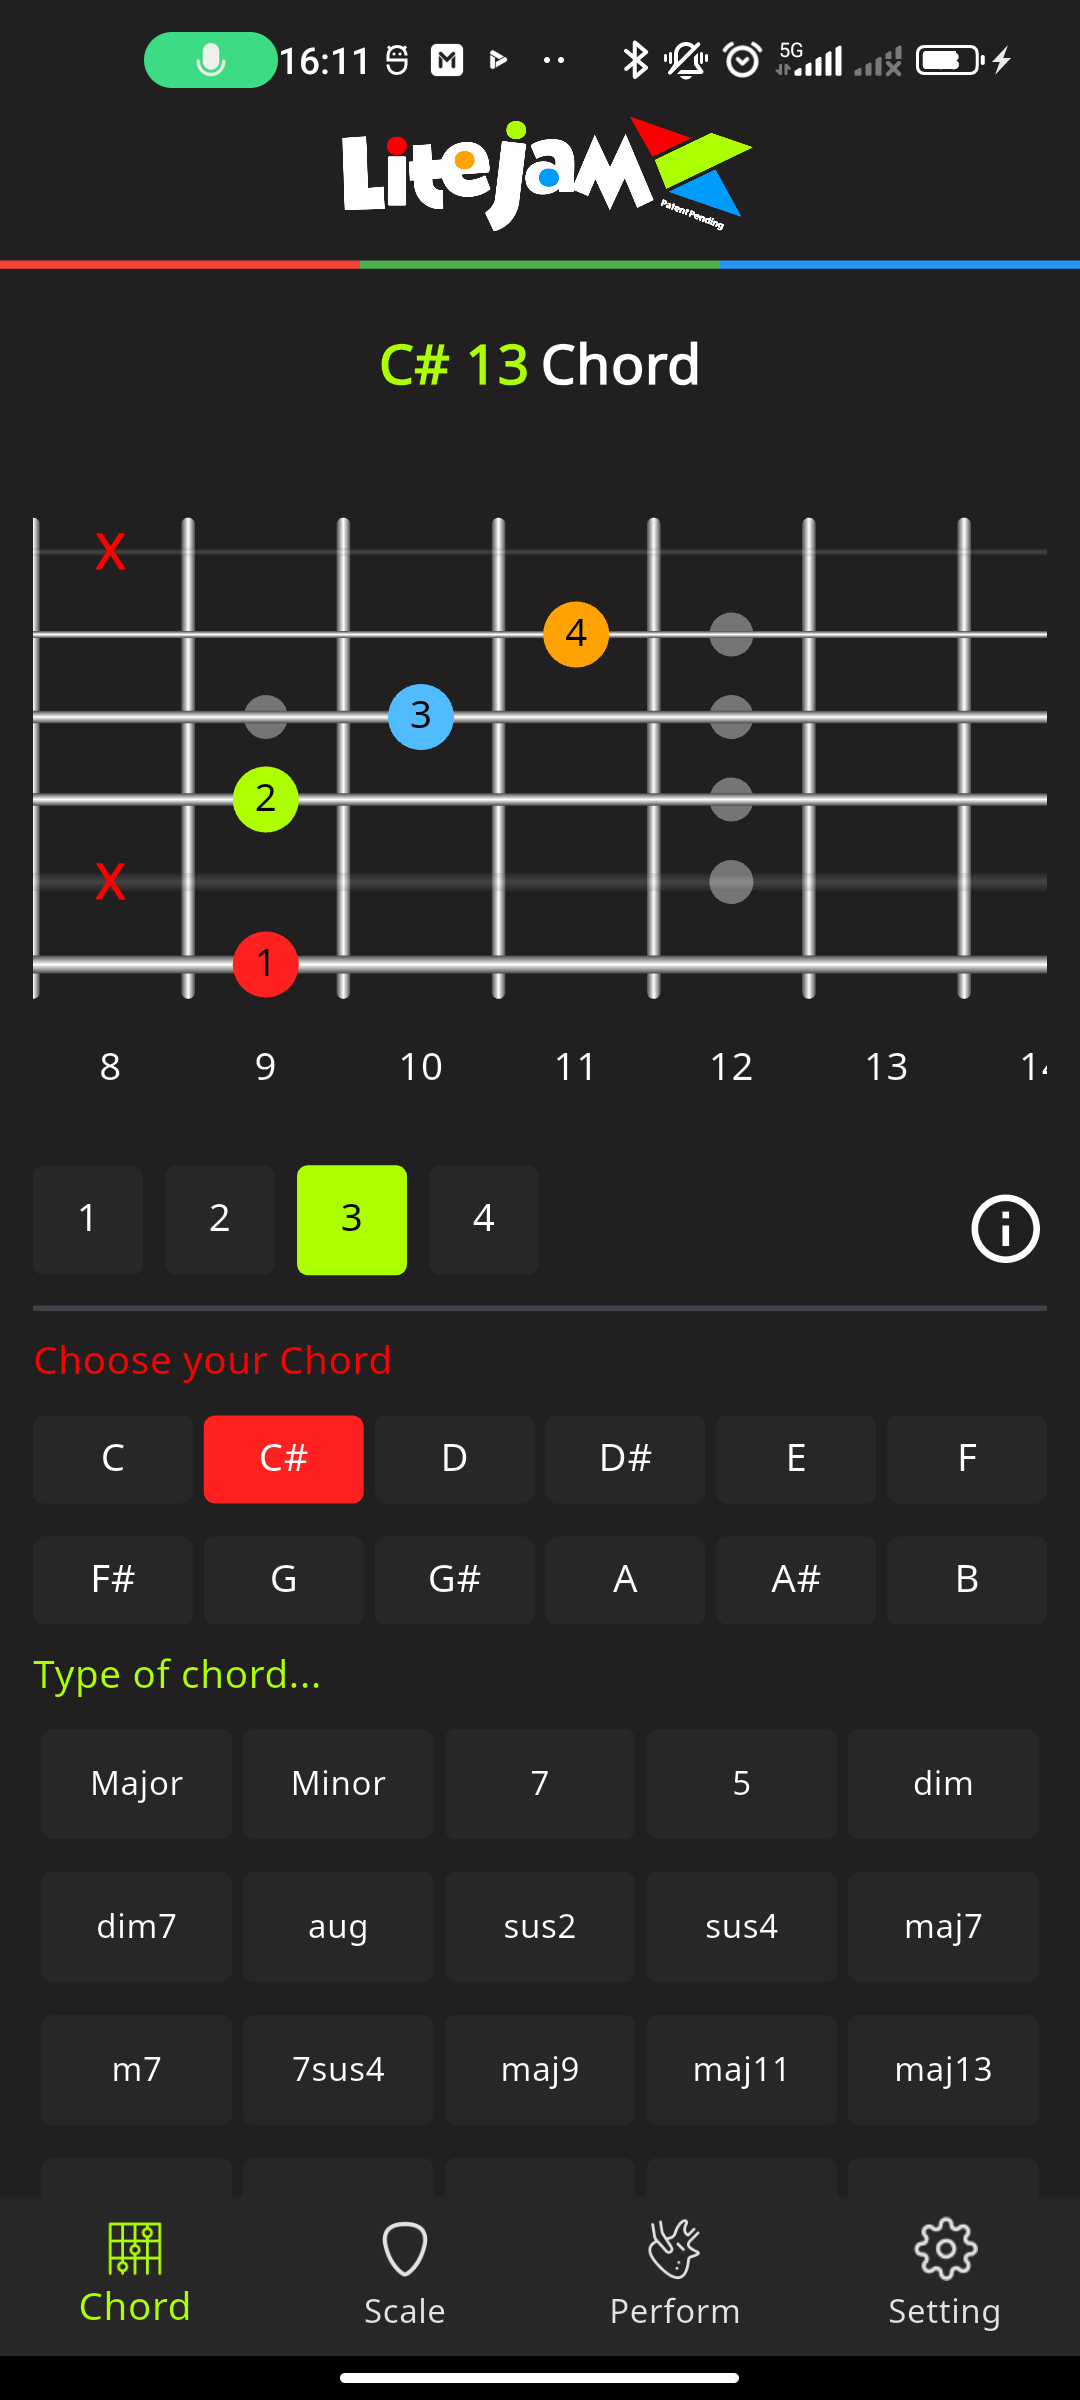 16:11
5G
Litejam
Patent Pending
C# 13 Chord
X
4
3
2
X
1
8 9 10 11 12 13 14
1 2 3 4
Choose your Chord
C C# D D# E F
F# G G# A A# B
Type of chord...
Major Minor 7 5 dim
dim7 aug sus2 sus4 maj7
m7 7sus4 maj9 maj11 maj13
Chord Scale Perform Setting